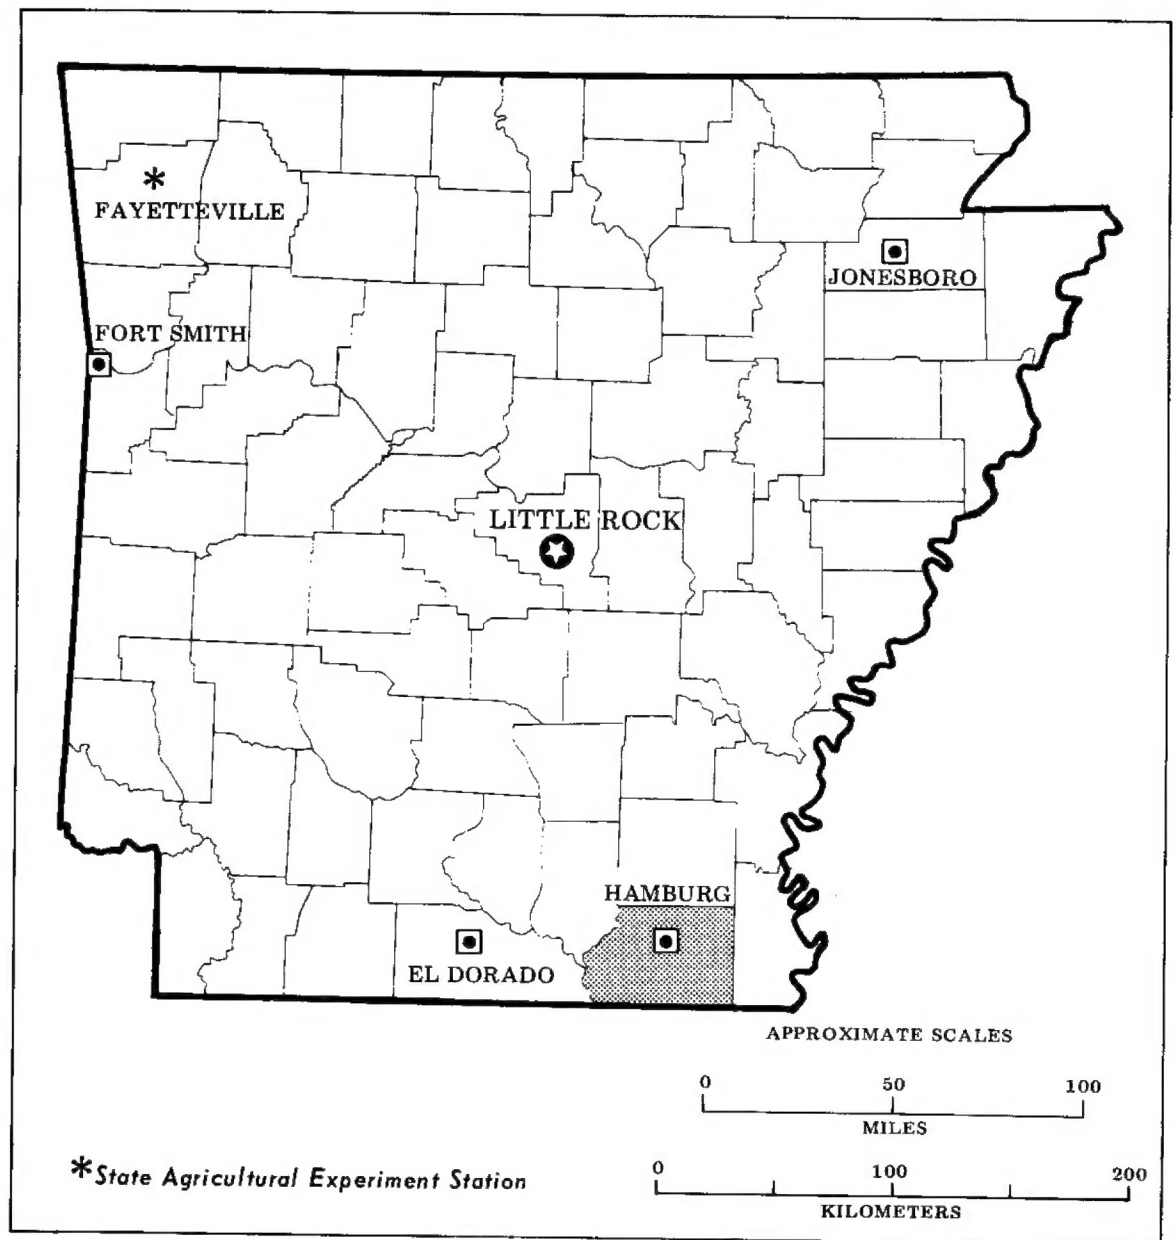 *
FAYETTEVILLE
JONESBORO
FORT SMITH
LITTLE ROCK
HAMBURG
EL DORADO
APPROXIMATE SCALES
0 50 100
MILES
*State Agricultural Experiment Station
0 100 200
KILOMETERS